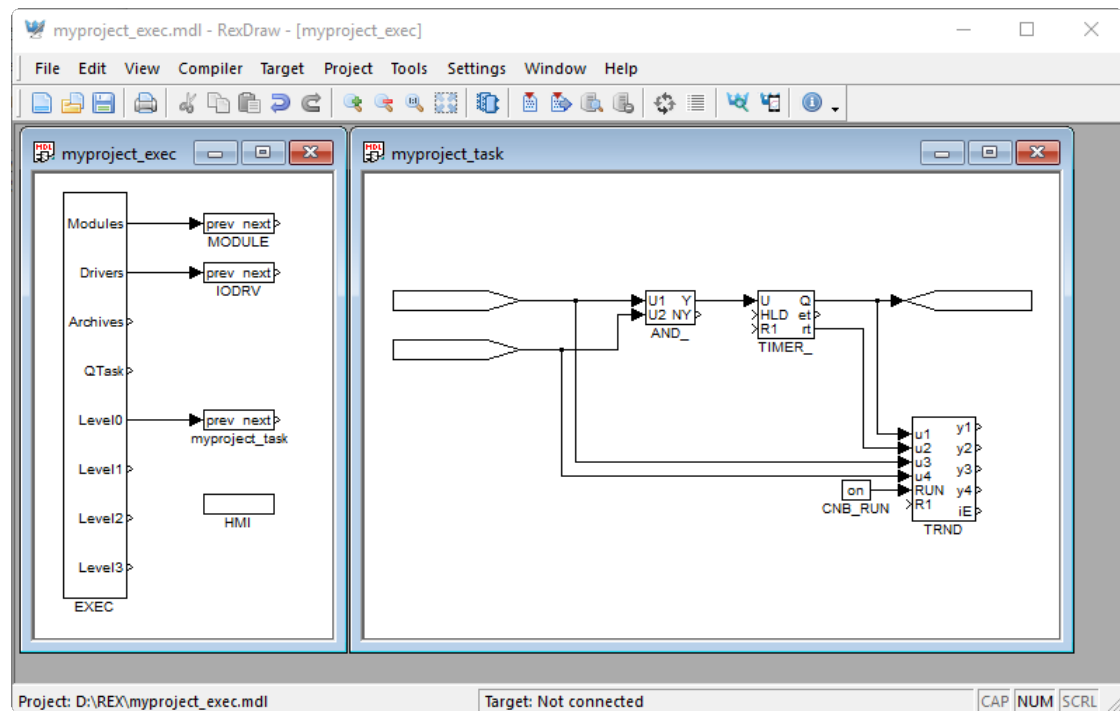 myproject_exec.mdl - RexDraw - [myproject_exec]
File Edit View Compiler Target Project Tools Settings Window Help
myproject_exec
Modules
prev next
MODULE
Drivers
prev next
IODRV
Archives
QTask
Level0
prev next
myproject_task
Level1
Level2
HMI
Level3
EXEC
myproject_task
U1 Y
U2 NY
AND_
U Q
HLD et
R1 rt
TIMER_
u1 y1
u2 y2
u3 y3
u4 y4
RUN
R1 iE
TRND
on
CNB_RUN
Project: D:\REX\myproject_exec.mdl
Target: Not connected
CAP NUM SCRL